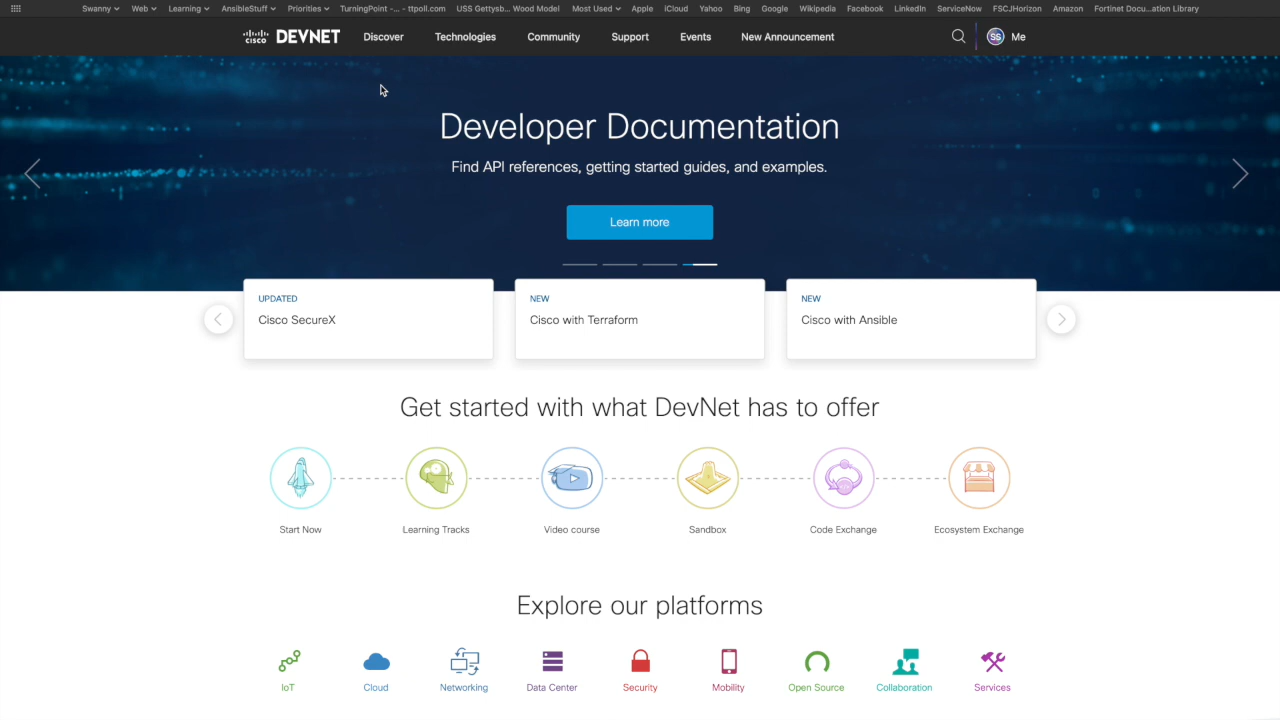 Swanny Web Learning AnsibleStuff Priorities TurningPoint -... - ttpoll.com USS Gettysb... Wood Model Most Used Apple iCloud Yahoo Bing Google Wikipedia Facebook LinkedIn ServiceNow FSCJHorizon Amazon Fortinet Docu...ation Library
cisco DEVNET Discover Technologies Community Support Events New Announcement SS Me
Developer Documentation
Find API references, getting started guides, and examples.
Learn more
UPDATED
Cisco SecureX
NEW
Cisco with Terraform
NEW
Cisco with Ansible
Get started with what DevNet has to offer
Start Now Learning Tracks Video course Sandbox Code Exchange Ecosystem Exchange
Explore our platforms
IoT Cloud Networking Data Center Security Mobility Open Source Collaboration Services